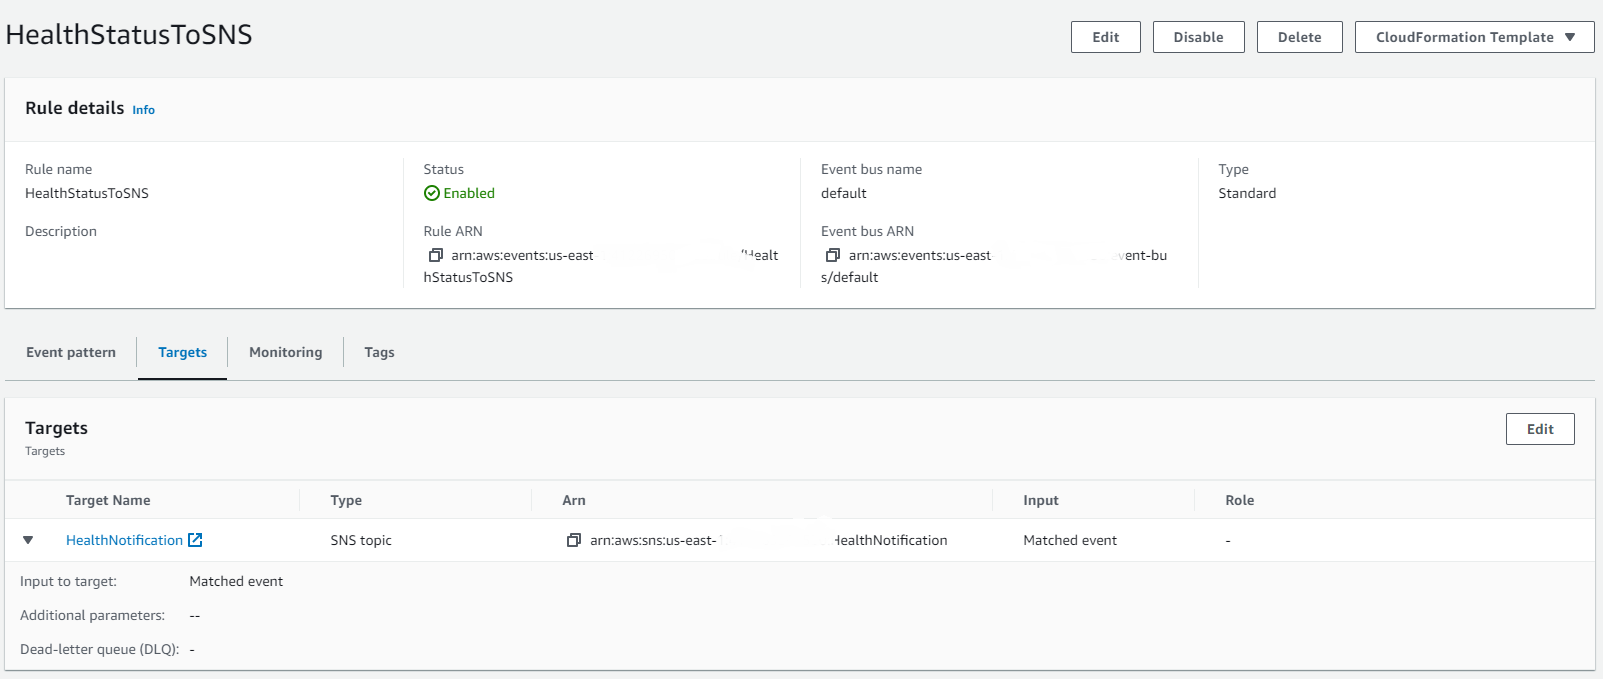 HealthStatusToSNS
Edit
Disable
Delete
CloudFormation Template
Rule details Info
Rule name
HealthStatusToSNS
Status
Enabled
Event bus name
default
Type
Standard
Description
Rule ARN
arn:aws:events:us-east
/Healt
hStatusToSNS
Event bus ARN
arn:aws:events:us-east-
vent-bu
s/default
Event pattern
Targets
Monitoring
Tags
Targets
Targets
Edit
Target Name
Type
Arn
Input
Role
HealthNotification
SNS topic
arn:aws:sns:us-east-
HealthNotification
Matched event
-
Input to target: Matched event
Additional parameters: --
Dead-letter queue (DLQ): -